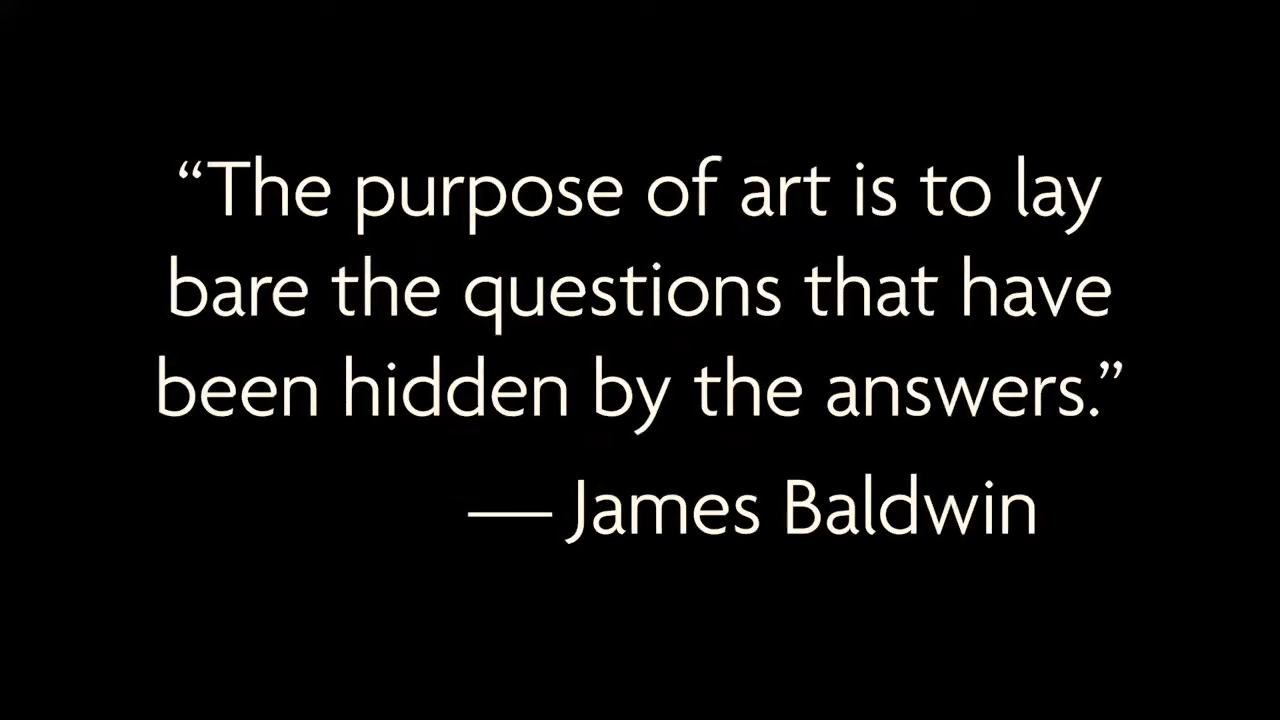 “The purpose of art is to lay
bare the questions that have
been hidden by the answers.”
— James Baldwin